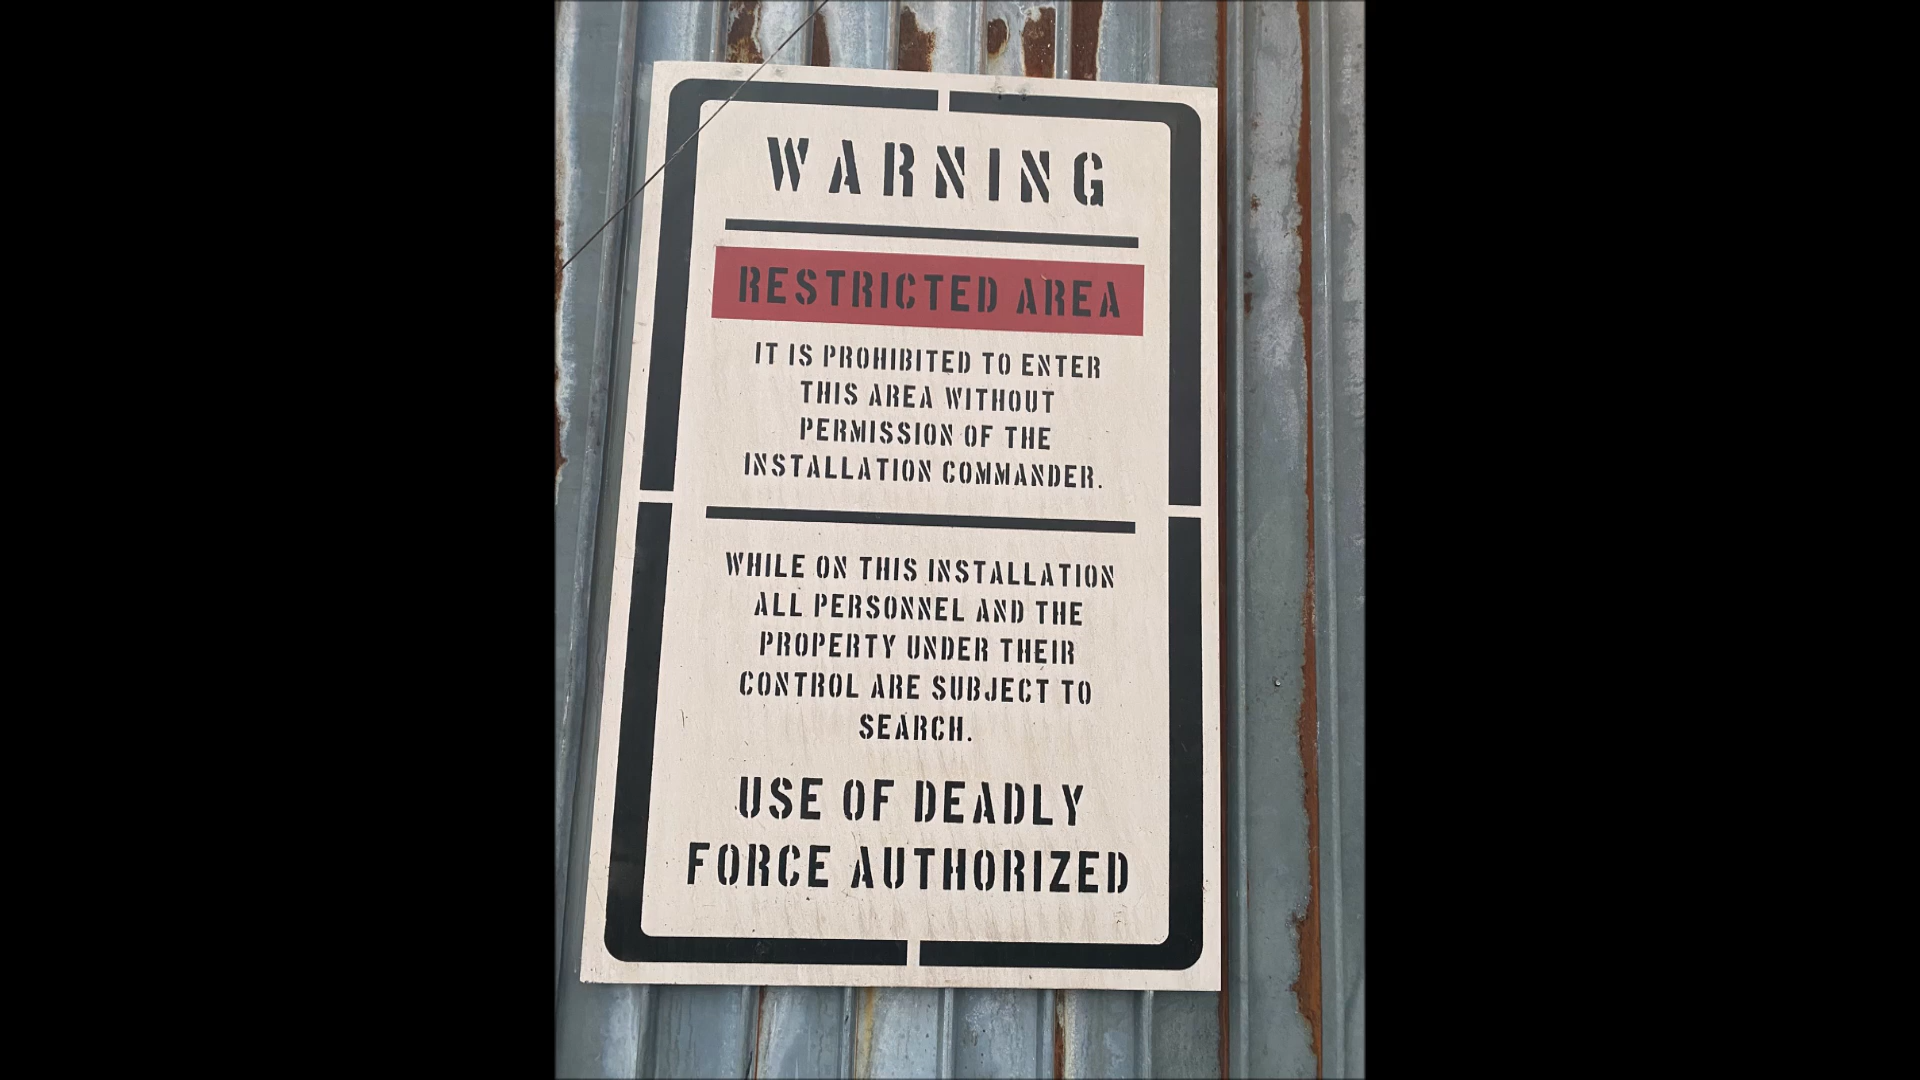 WARNING
RESTRICTED AREA
IT IS PROHIBITED TO ENTER
THIS AREA WITHOUT
PERMISSION OF THE
INSTALLATION COMMANDER.
WHILE ON THIS INSTALLATION
ALL PERSONNEL AND THE
PROPERTY UNDER THEIR
CONTROL ARE SUBJECT TO
SEARCH.
USE OF DEADLY
FORCE AUTHORIZED